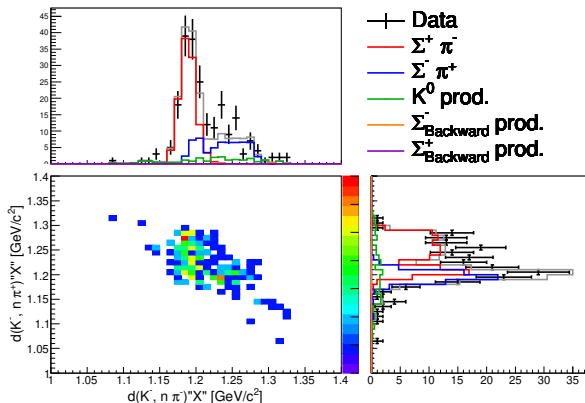 Data
Σ⁺ π⁻
Σ⁻ π⁺
K⁰ prod.
Σ⁻Backward prod.
Σ⁺Backward prod.
45
40
35
30
25
20
15
10
5
0
1.4
1.35
1.3
1.25
1.2
1.15
1.1
1.05
1
d(K⁻, n π⁺)"X" [GeV/c²]
1 1.05 1.1 1.15 1.2 1.25 1.3 1.35 1.4
d(K⁻, n π⁻)"X" [GeV/c²]
0 5 10 15 20 25 30 35